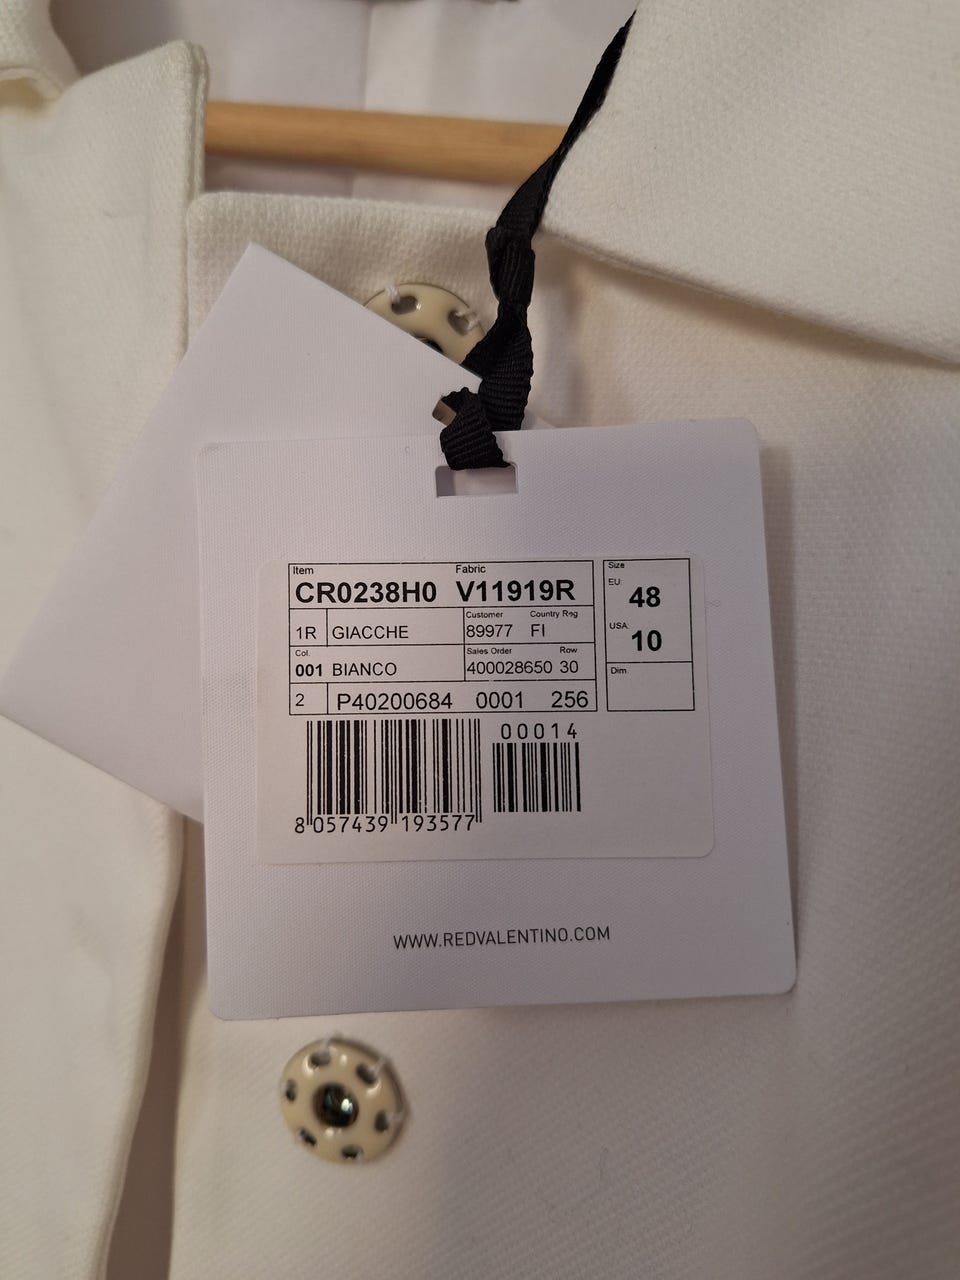 Item Fabric
CR0238H0 V11919R
Customer Country Reg
1R GIACCHE 89977 FI
Col. Sales Order Row
001 BIANCO 400028650 30
2 P40200684 0001 256
Size
EU:
48
USA:
10
Dim.
00014
8 057439 193577
WWW.REDVALENTINO.COM